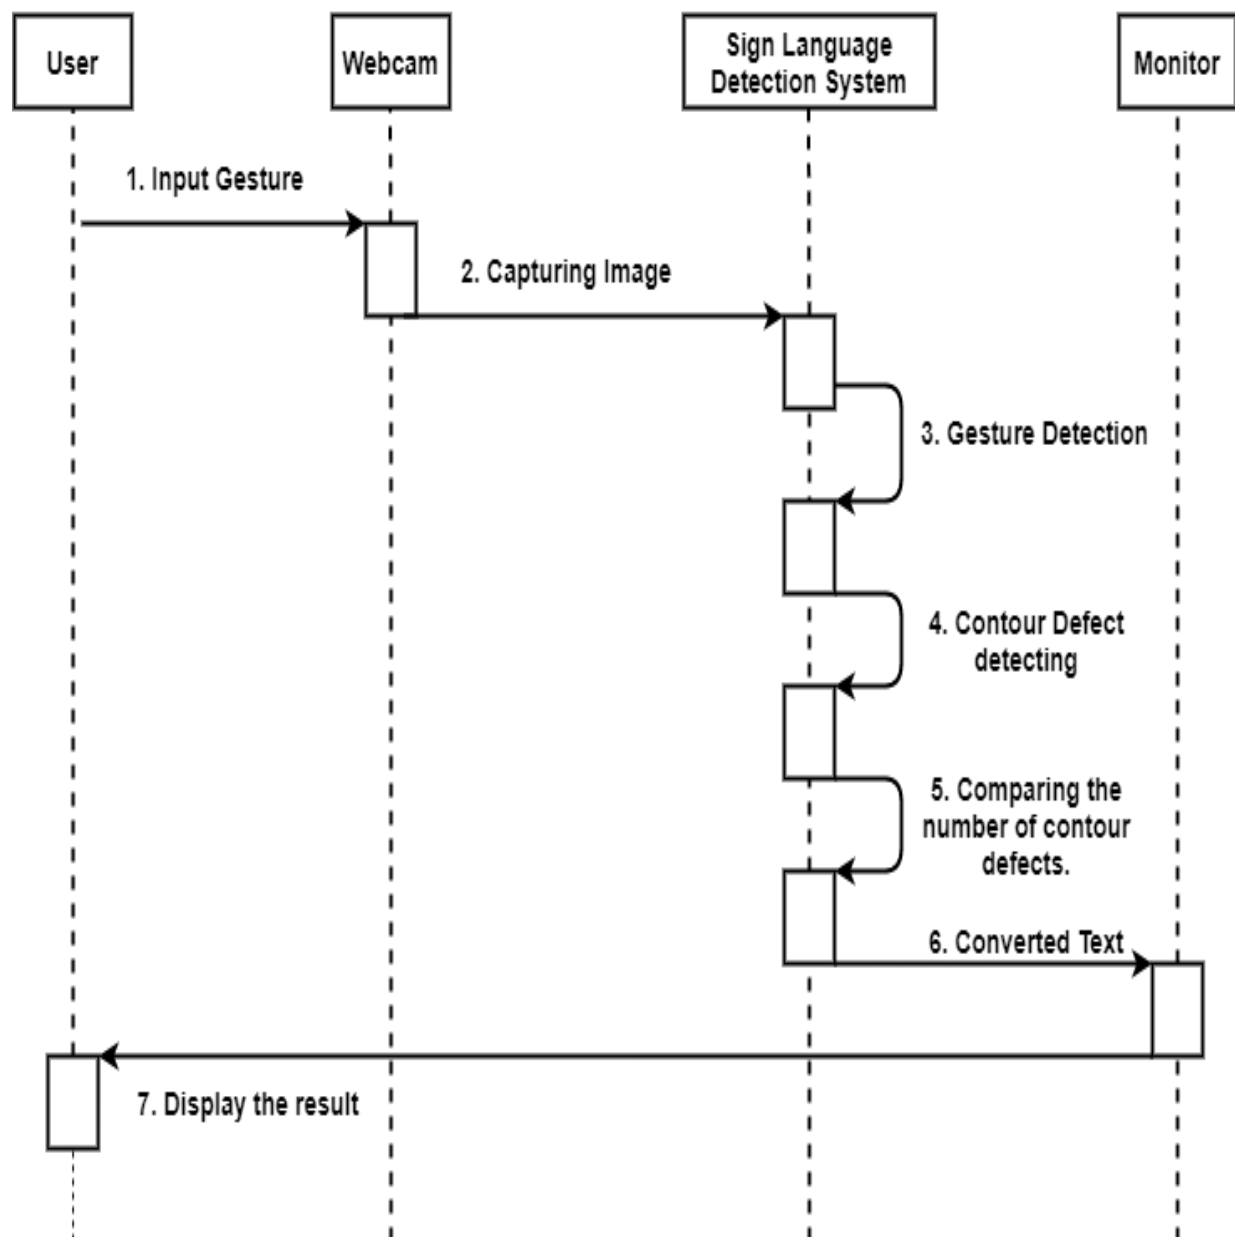 User
Webcam
Sign Language
Detection System
Monitor
1. Input Gesture
2. Capturing Image
3. Gesture Detection
4. Contour Defect
detecting
5. Comparing the
number of contour
defects.
6. Converted Text
7. Display the result